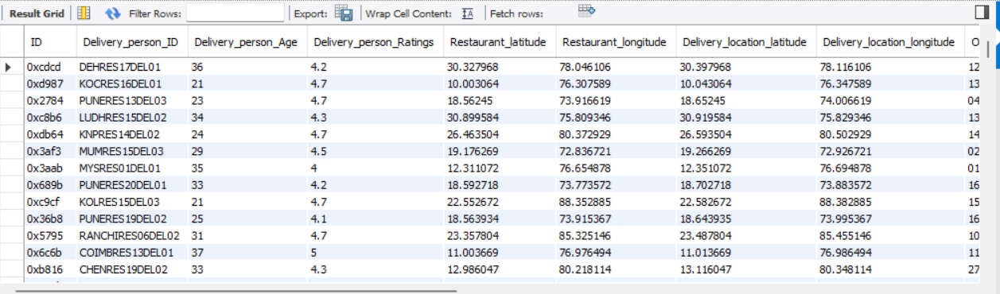 Result Grid Filter Rows: Export: Wrap Cell Content: IA Fetch rows:
ID Delivery_person_ID Delivery_person_Age Delivery_person_Ratings Restaurant_latitude Restaurant_longitude Delivery_location_latitude Delivery_location_longitude O
0xcdcd DEHRES17DEL01 36 4.2 30.327968 78.046106 30.397968 78.116106 12
0xd987 KOCRES16DEL01 21 4.7 10.003064 76.307589 10.043064 76.347589 13
0x2784 PUNERES13DEL03 23 4.7 18.56245 73.916619 18.65245 74.006619 04
0xc8b6 LUDHRES15DEL02 34 4.3 30.899584 75.809346 30.919584 75.829346 13
0xdb64 KNPRES14DEL02 24 4.7 26.463504 80.372929 26.593504 80.502929 14
0x3af3 MUMRES15DEL03 29 4.5 19.176269 72.836721 19.266269 72.926721 02
0x3aab MYSRES01DEL01 35 4 12.311072 76.654878 12.351072 76.694878 01
0x689b PUNERES20DEL01 33 4.2 18.592718 73.773572 18.702718 73.883572 16
0xc9cf KOLRES15DEL03 21 4.7 22.552672 88.352885 22.582672 88.382885 15
0x36b8 PUNERES19DEL02 25 4.1 18.563934 73.915367 18.643935 73.995367 16
0x5795 RANCHIRES06DEL02 31 4.7 23.357804 85.325146 23.487804 85.455146 10
0x6c6b COIMBRES13DEL01 37 5 11.003669 76.976494 11.013669 76.986494 11
0xb816 CHENRES19DEL02 33 4.3 12.986047 80.218114 13.116047 80.348114 27